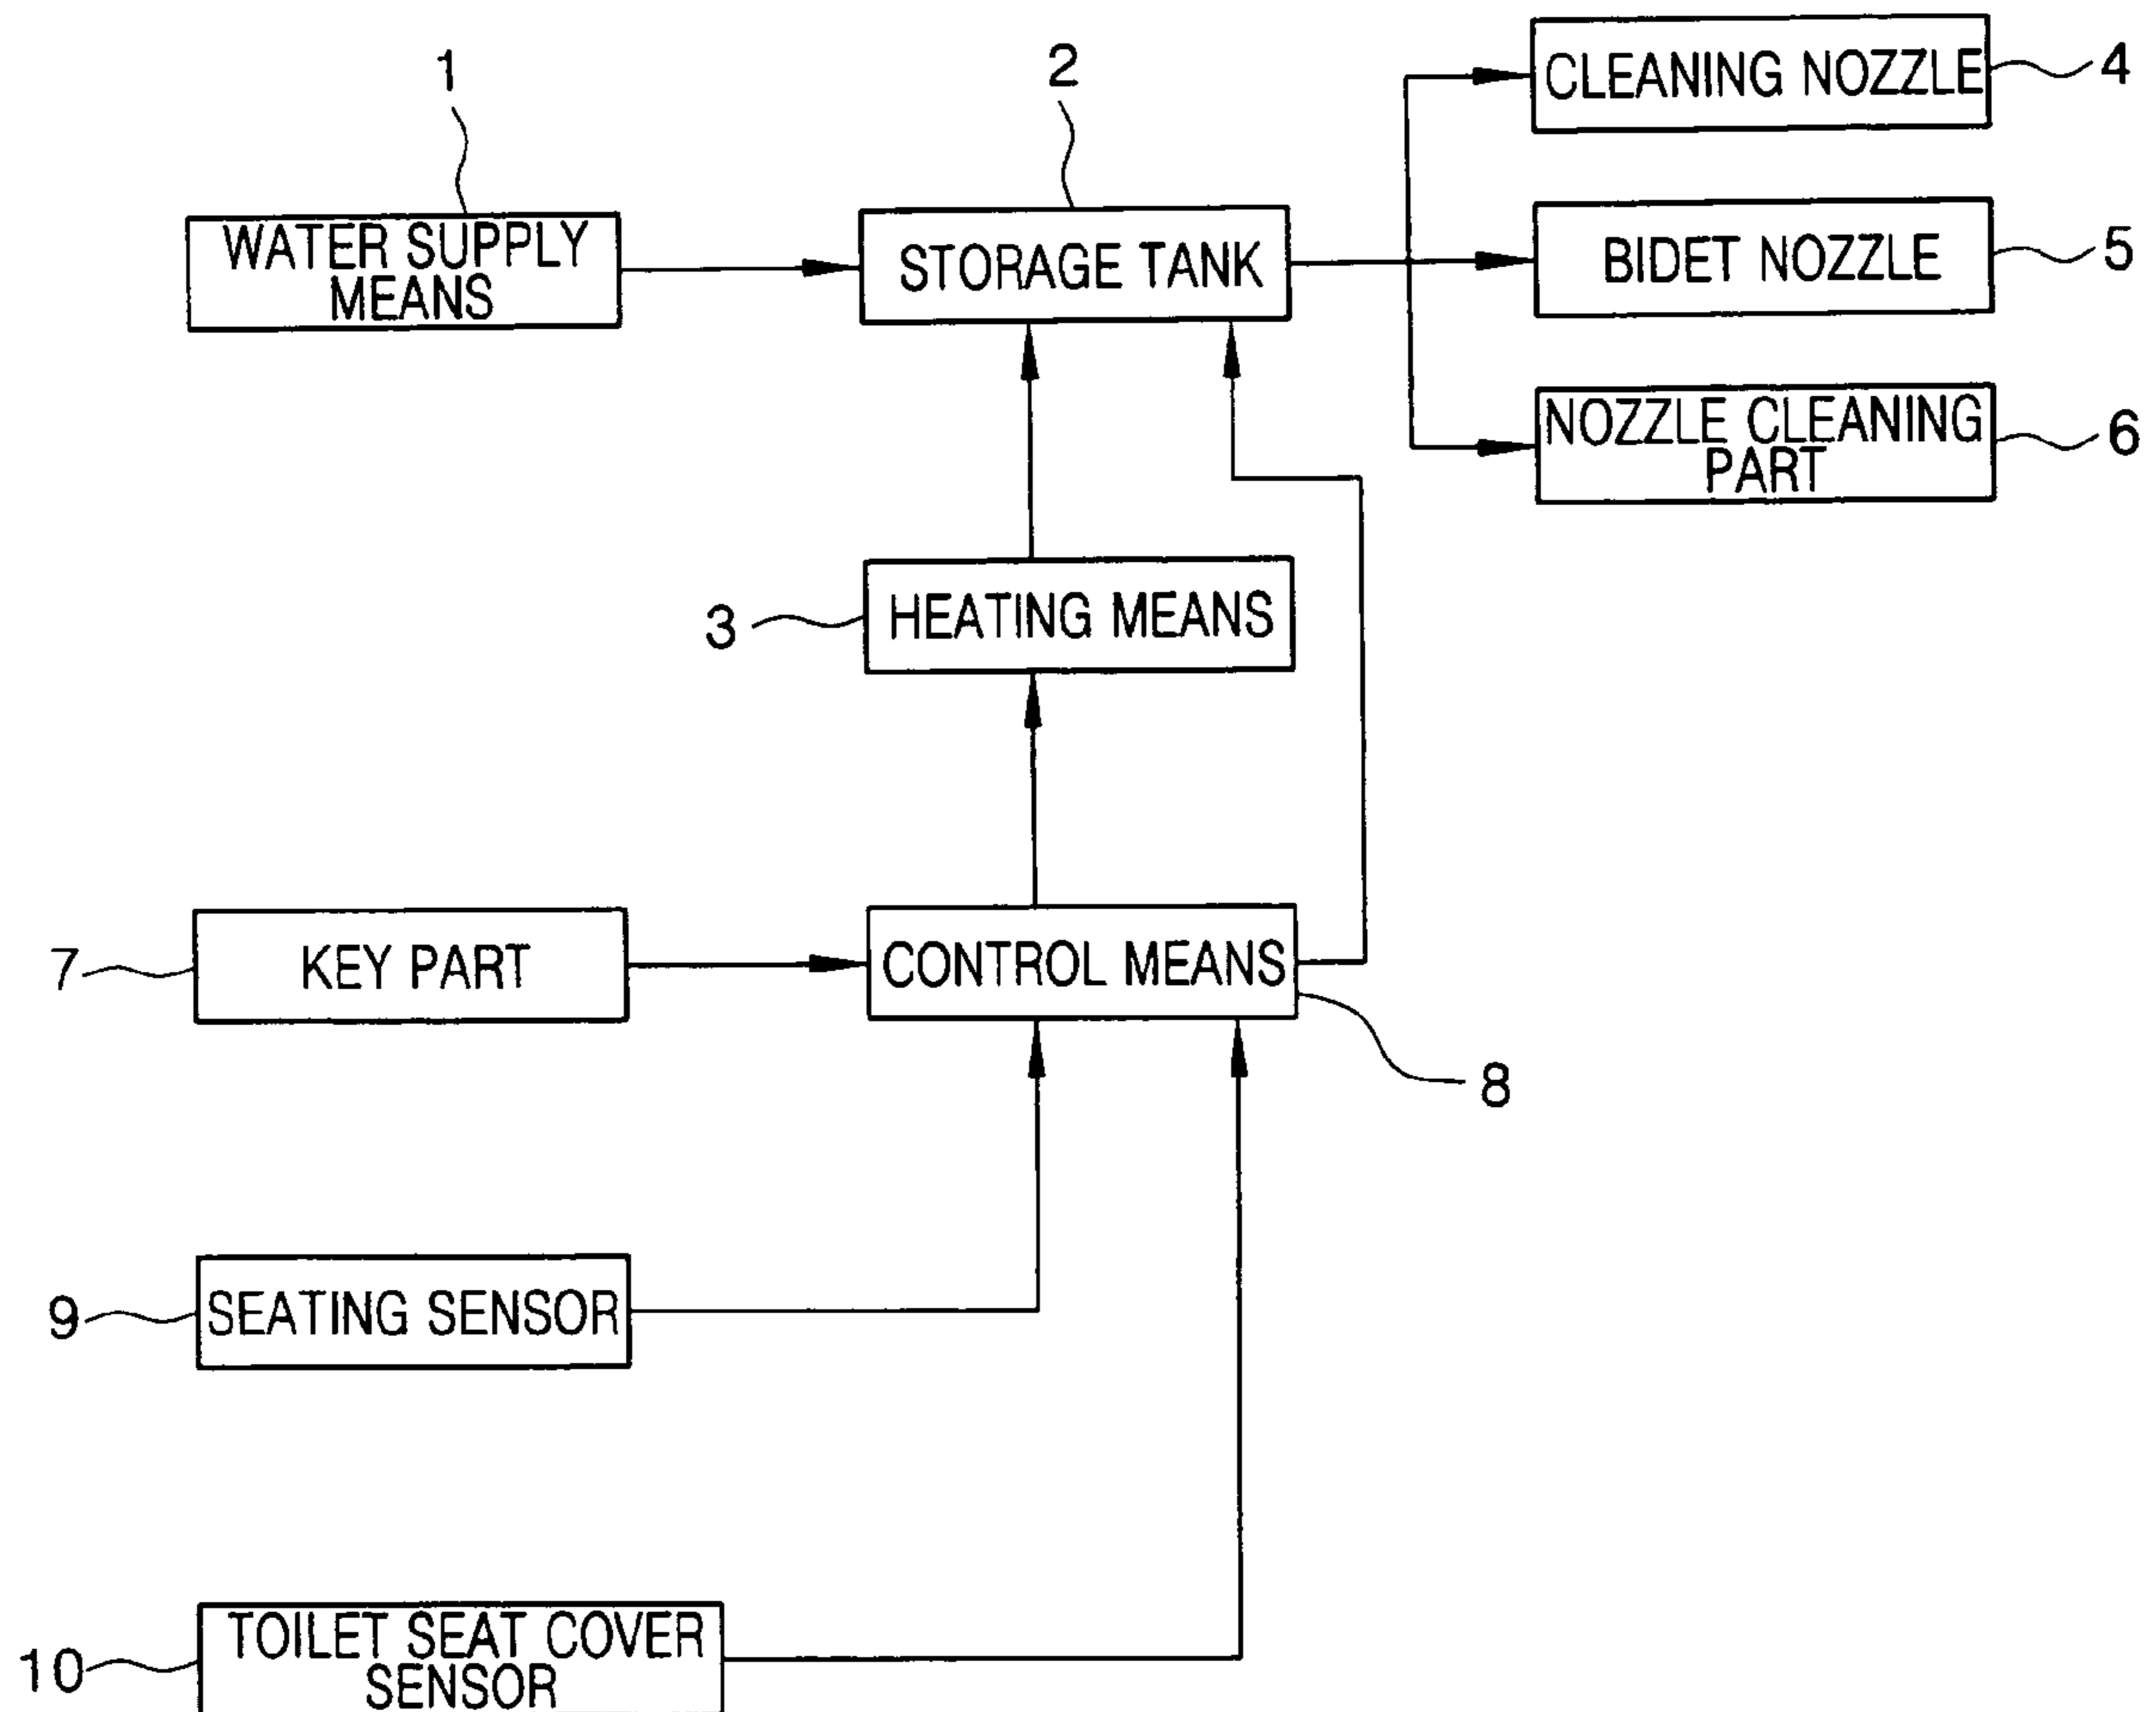 1
2
CLEANING NOZZLE
4
WATER SUPPLY
MEANS
STORAGE TANK
BIDET NOZZLE
5
NOZZLE CLEANING
PART
6
3
HEATING MEANS
7
KEY PART
CONTROL MEANS
8
9
SEATING SENSOR
10
TOILET SEAT COVER
SENSOR